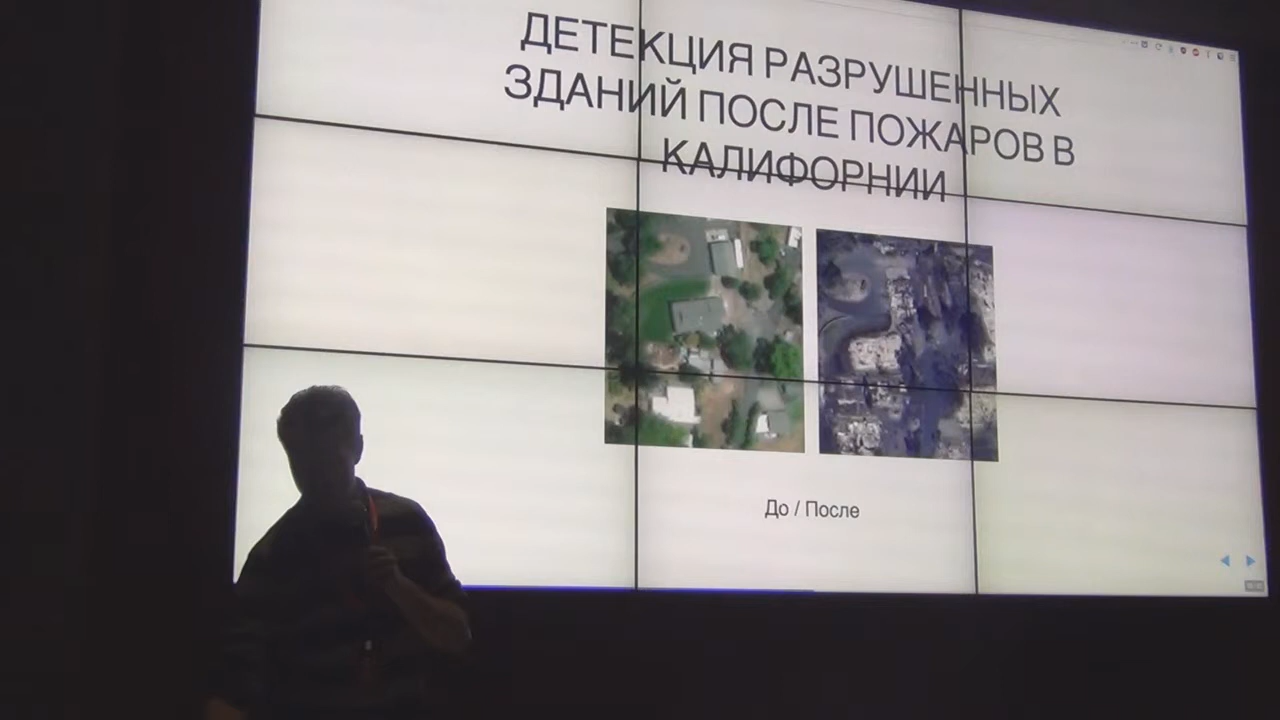 ДЕТЕКЦИЯ РАЗРУШЕННЫХ
ЗДАНИЙ ПОСЛЕ ПОЖАРОВ В
КАЛИФОРНИИ
До / После